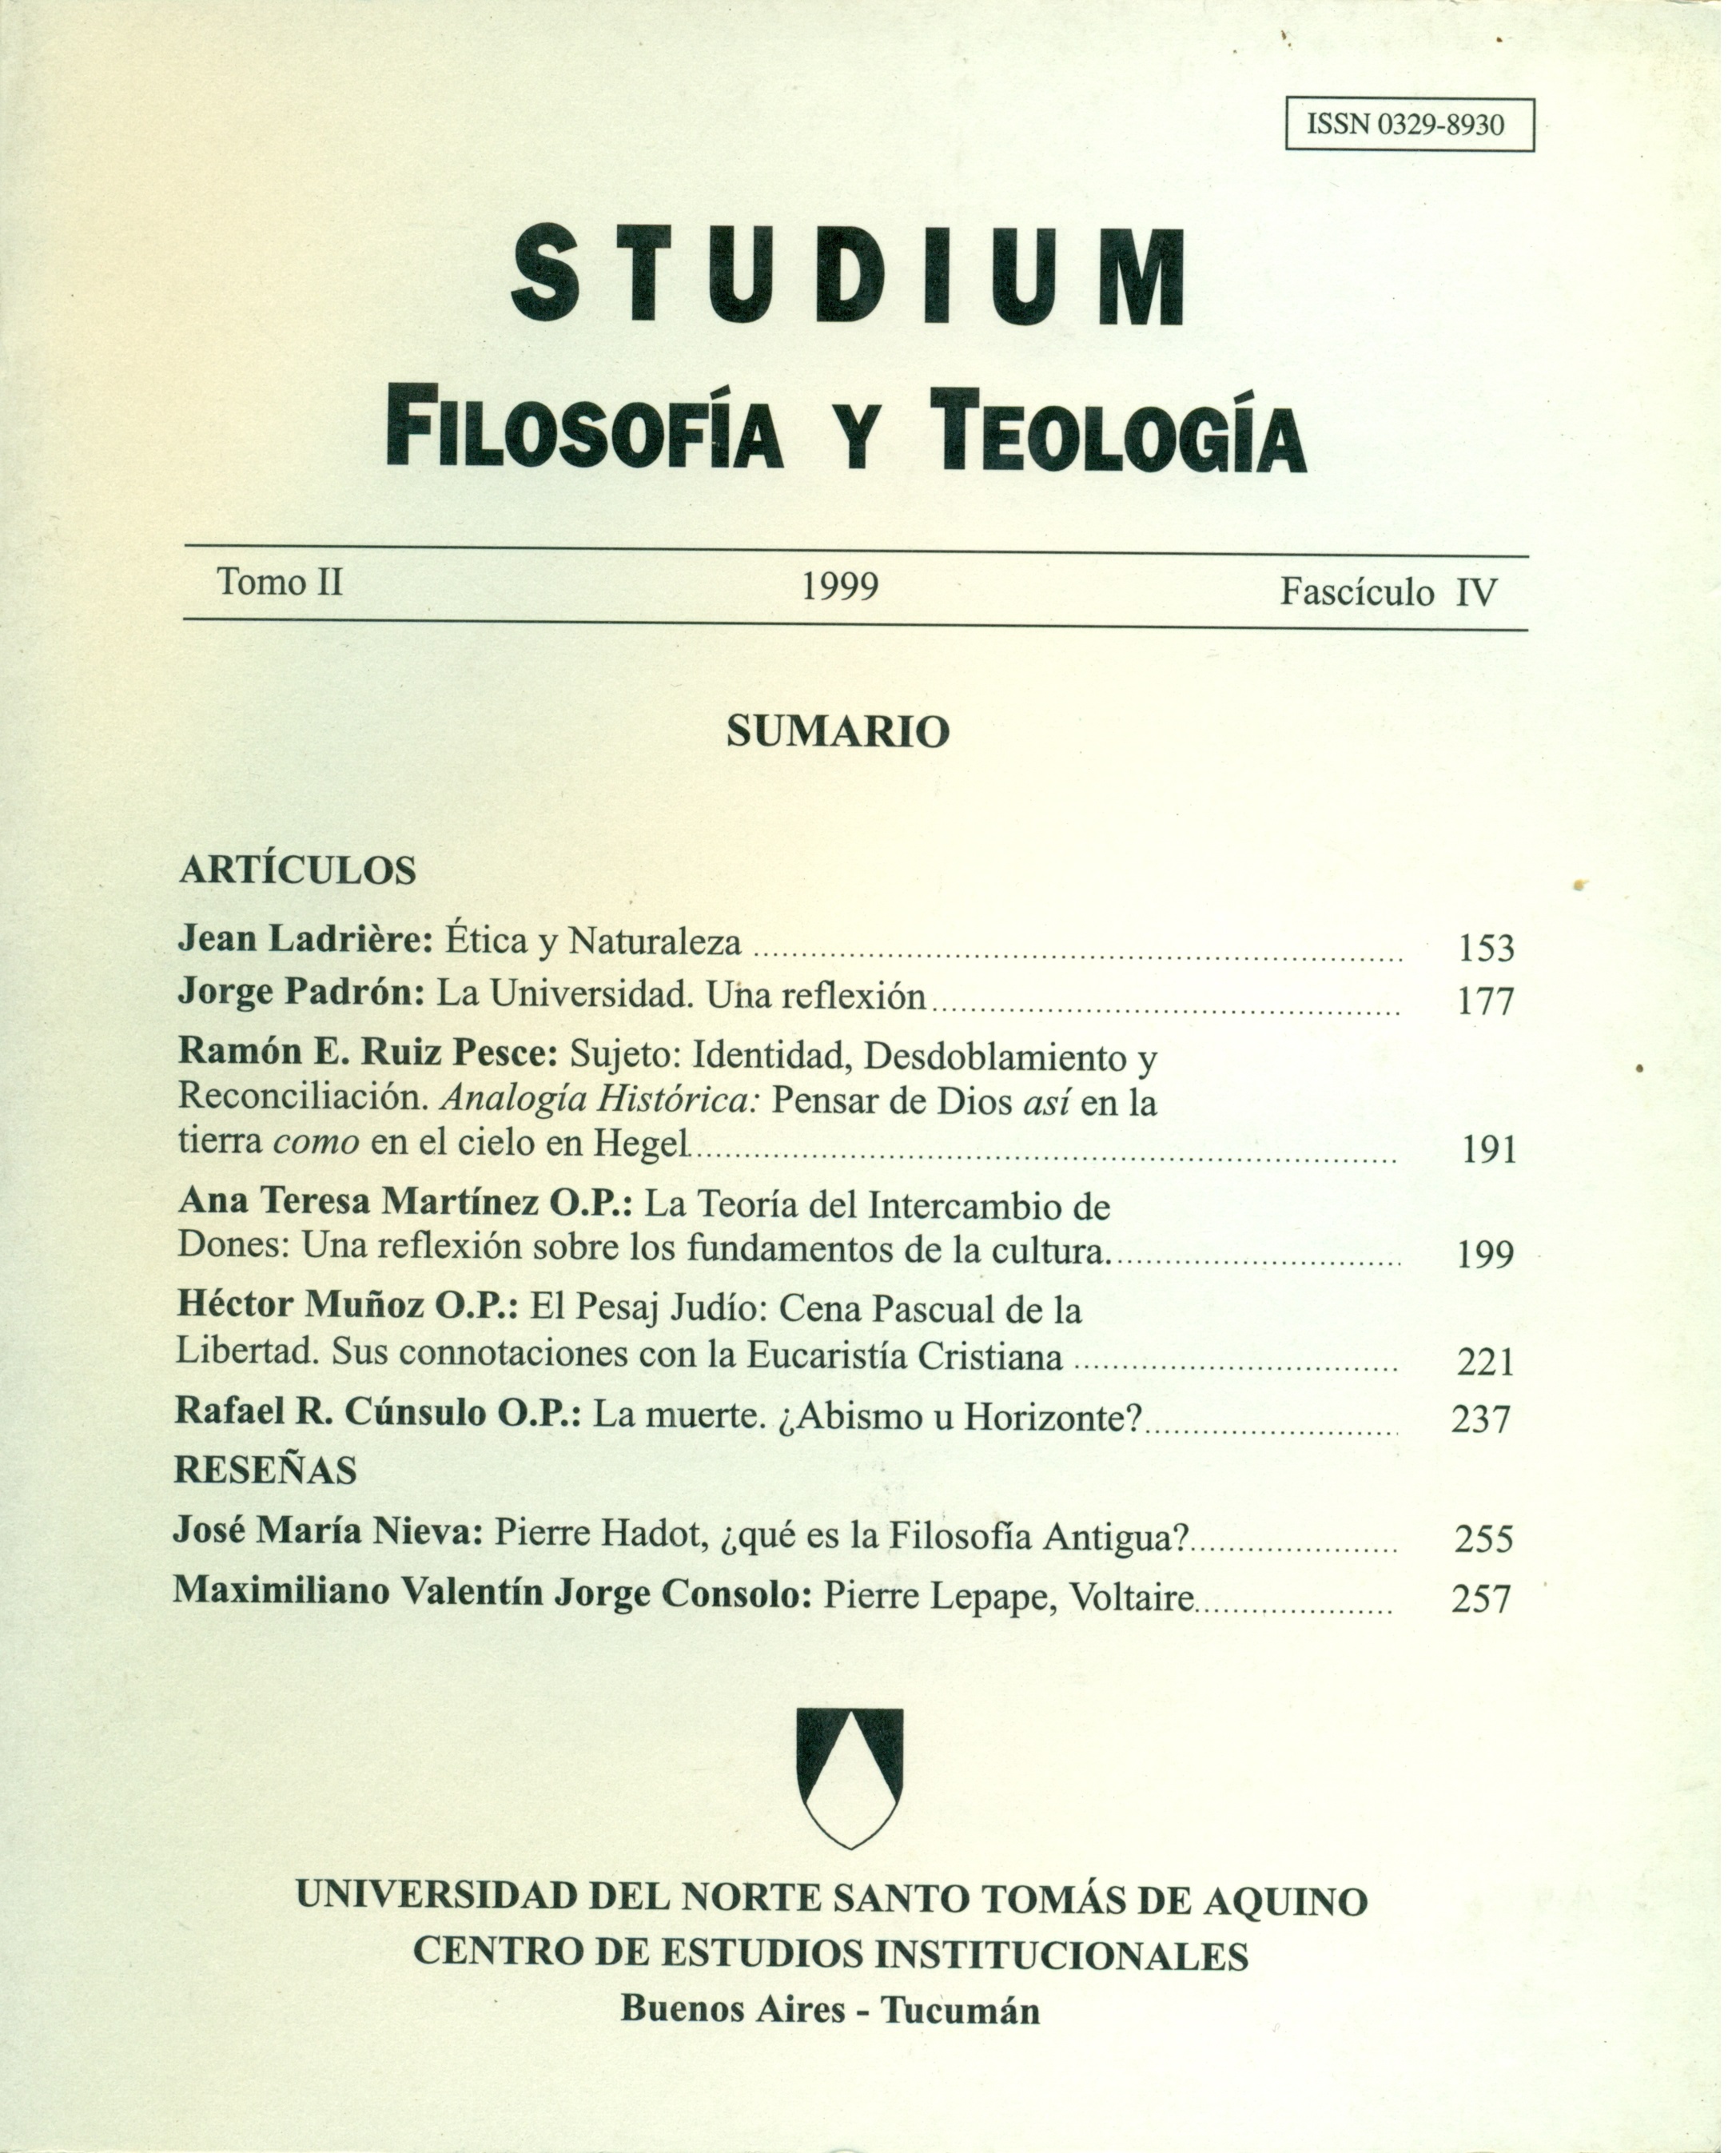 ISSN 0329-8930
STUDIUM
FILOSOFÍA Y TEOLOGÍA
Tomo II 1999 Fascículo IV
SUMARIO
ARTÍCULOS
Jean Ladrière: Ética y Naturaleza ........................................ 153
Jorge Padrón: La Universidad. Una reflexión ........................................ 177
Ramón E. Ruiz Pesce: Sujeto: Identidad, Desdoblamiento y
Reconciliación. Analogía Histórica: Pensar de Dios así en la
tierra como en el cielo en Hegel ........................................ 191
Ana Teresa Martínez O.P.: La Teoría del Intercambio de
Dones: Una reflexión sobre los fundamentos de la cultura. ........................................ 199
Héctor Muñoz O.P.: El Pesaj Judío: Cena Pascual de la
Libertad. Sus connotaciones con la Eucaristía Cristiana ........................................ 221
Rafael R. Cúnsulo O.P.: La muerte. ¿Abismo u Horizonte? ........................................ 237
RESEÑAS
José María Nieva: Pierre Hadot, ¿qué es la Filosofía Antigua? ........................................ 255
Maximiliano Valentín Jorge Consolo: Pierre Lepape, Voltaire ........................................ 257
UNIVERSIDAD DEL NORTE SANTO TOMÁS DE AQUINO
CENTRO DE ESTUDIOS INSTITUCIONALES
Buenos Aires - Tucumán